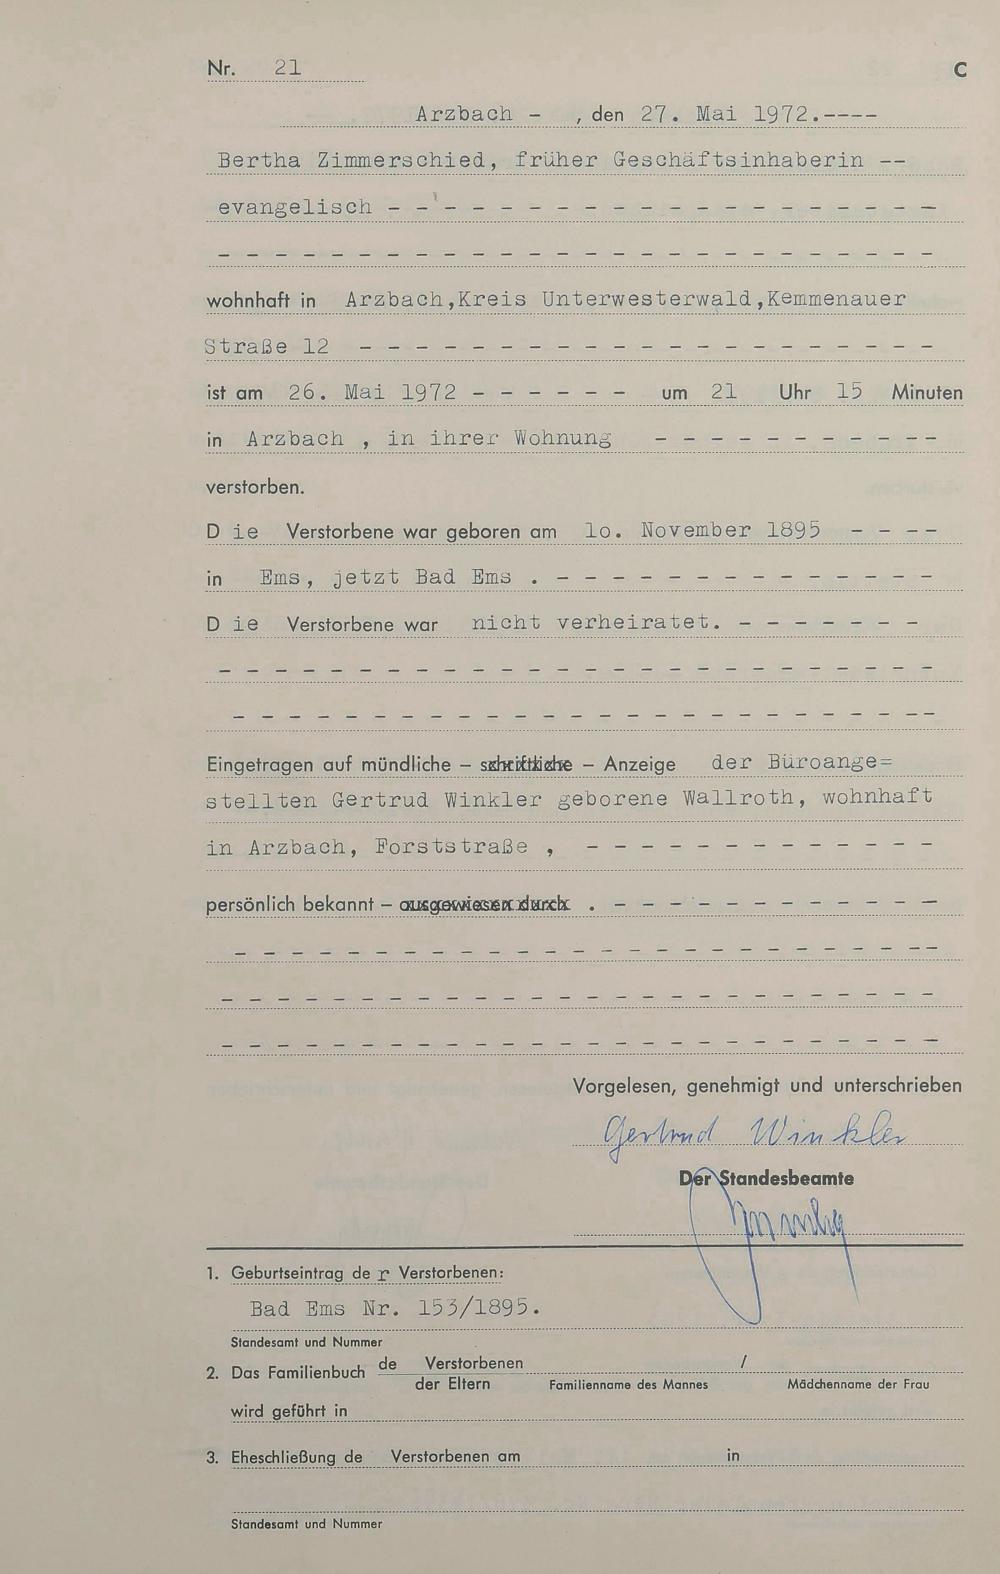 Nr. 21 C
Arzbach - , den 27. Mai 1972.----
Bertha Zimmerschied, früher Geschäftsinhaberin --
evangelisch - - - - - - - - - - - - - - - - - - - -
- - - - - - - - - - - - - - - - - - - - - - - - - -
wohnhaft in Arzbach,Kreis Unterwesterwald,Kemmenauer
Straße 12 - - - - - - - - - - - - - - - - - - - - -
ist am 26. Mai 1972 - - - - - - um 21 Uhr 15 Minuten
in Arzbach , in ihrer Wohnung - - - - - - - - - - --
verstorben.
D ie Verstorbene war geboren am lo. November 1895 - - --
in Ems, jetzt Bad Ems . - - - - - - - - - - - - - -
D ie Verstorbene war nicht verheiratet. - - - - - - -
- - - - - - - - - - - - - - - - - - - - - - - - - -
- - - - - - - - - - - - - - - - - - - - - - - - --
Eingetragen auf mündliche – schriftliche – Anzeige der Büroange=
stellten Gertrud Winkler geborene Wallroth, wohnhaft
in Arzbach, Forststraße , - - - - - - - - - - - - -
persönlich bekannt – ausgewiesen durch . - - - - - - - - - - - -
- - - - - - - - - - - - - - - - - - - - - - - - --
- - - - - - - - - - - - - - - - - - - - - - - - - -
- - - - - - - - - - - - - - - - - - - - - - - - - -
Vorgelesen, genehmigt und unterschrieben
Gertrud Winkler
Der Standesbeamte
1. Geburtseintrag de r Verstorbenen:
Bad Ems Nr. 153/1895.
Standesamt und Nummer
2. Das Familienbuch de Verstorbenen /
der Eltern Familienname des Mannes Mädchenname der Frau
wird geführt in
3. Eheschließung de Verstorbenen am in
Standesamt und Nummer